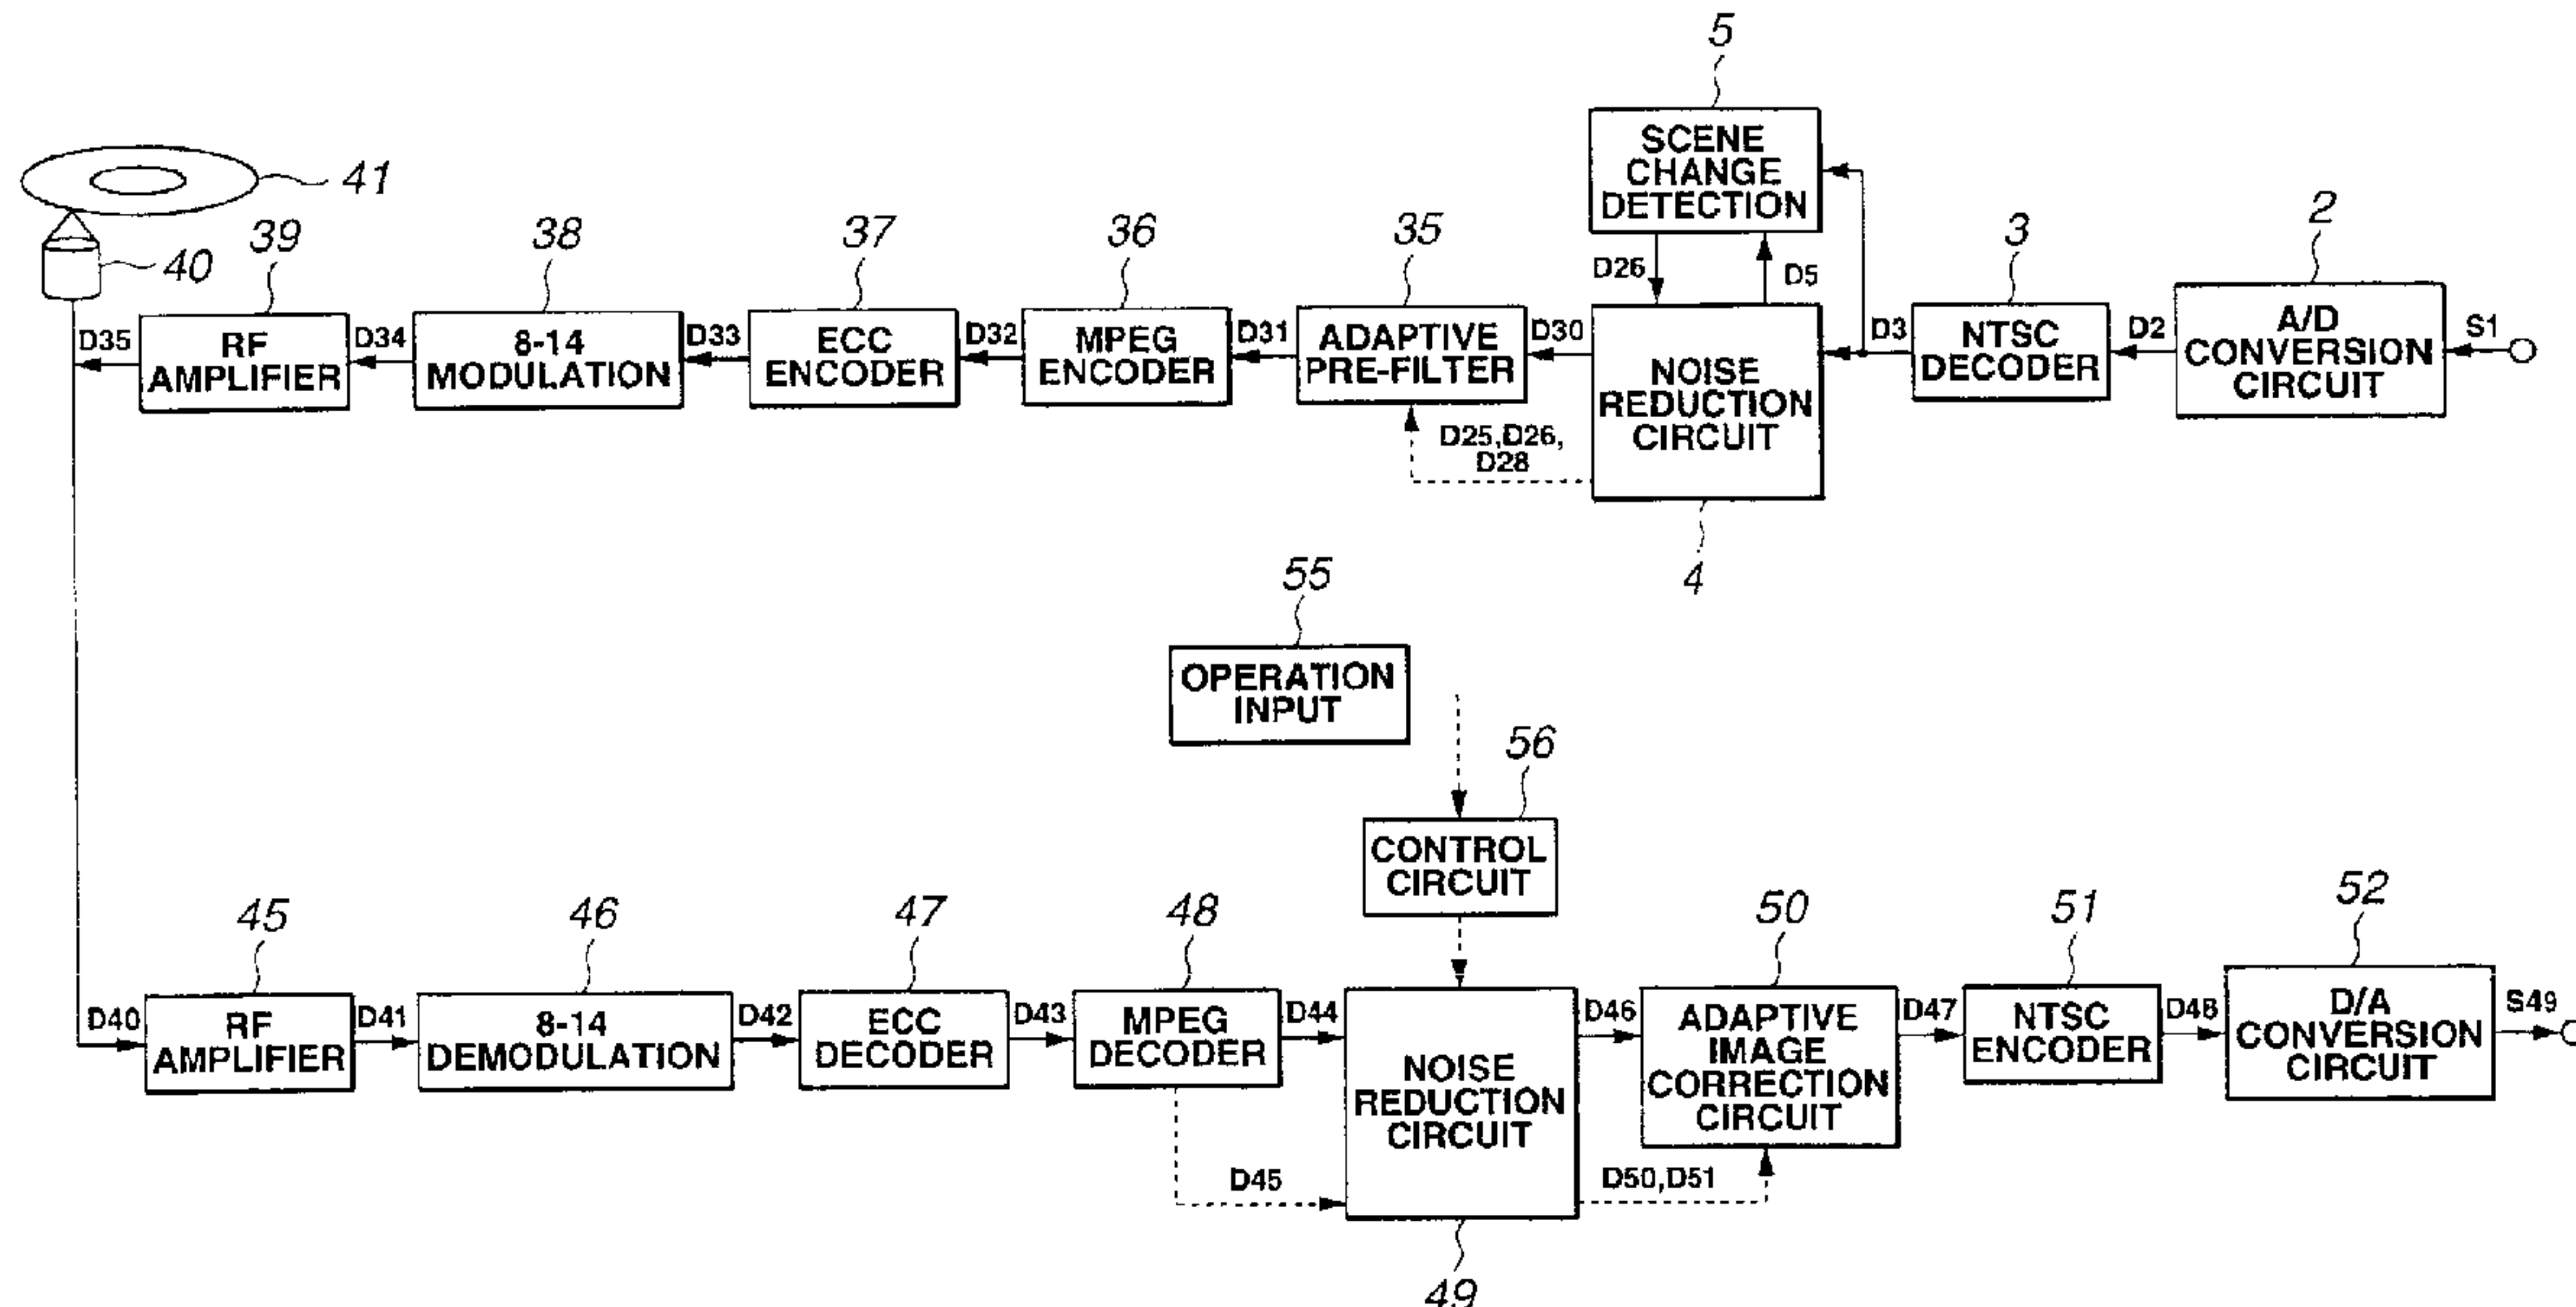 5
SCENE
CHANGE
DETECTION
41
40
39
38
37
36
35
3
2
D26
D5
D35
RF
AMPLIFIER
D34
8-14
MODULATION
D33
ECC
ENCODER
D32
MPEG
ENCODER
D31
ADAPTIVE
PRE-FILTER
D30
NOISE
REDUCTION
CIRCUIT
D3
NTSC
DECODER
D2
A/D
CONVERSION
CIRCUIT
S1
D25,D26,
D28
4
55
OPERATION
INPUT
56
CONTROL
CIRCUIT
45
46
47
48
50
51
52
D40
RF
AMPLIFIER
D41
8-14
DEMODULATION
D42
ECC
DECODER
D43
MPEG
DECODER
D44
NOISE
REDUCTION
CIRCUIT
D46
ADAPTIVE
IMAGE
CORRECTION
CIRCUIT
D47
NTSC
ENCODER
D48
D/A
CONVERSION
CIRCUIT
S49
D45
D50,D51
49